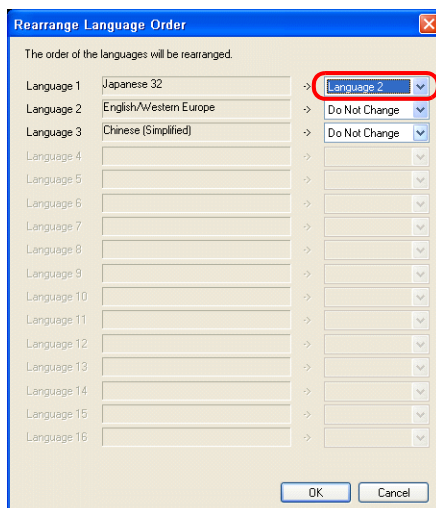 Rearrange Language Order
The order of the languages will be rearranged.
Language 1 Japanese 32 -> Language 2
Language 2 English/Western Europe -> Do Not Change
Language 3 Chinese (Simplified) -> Do Not Change
Language 4 ->
Language 5 ->
Language 6 ->
Language 7 ->
Language 8 ->
Language 9 ->
Language 10 ->
Language 11 ->
Language 12 ->
Language 13 ->
Language 14 ->
Language 15 ->
Language 16 ->
OK Cancel